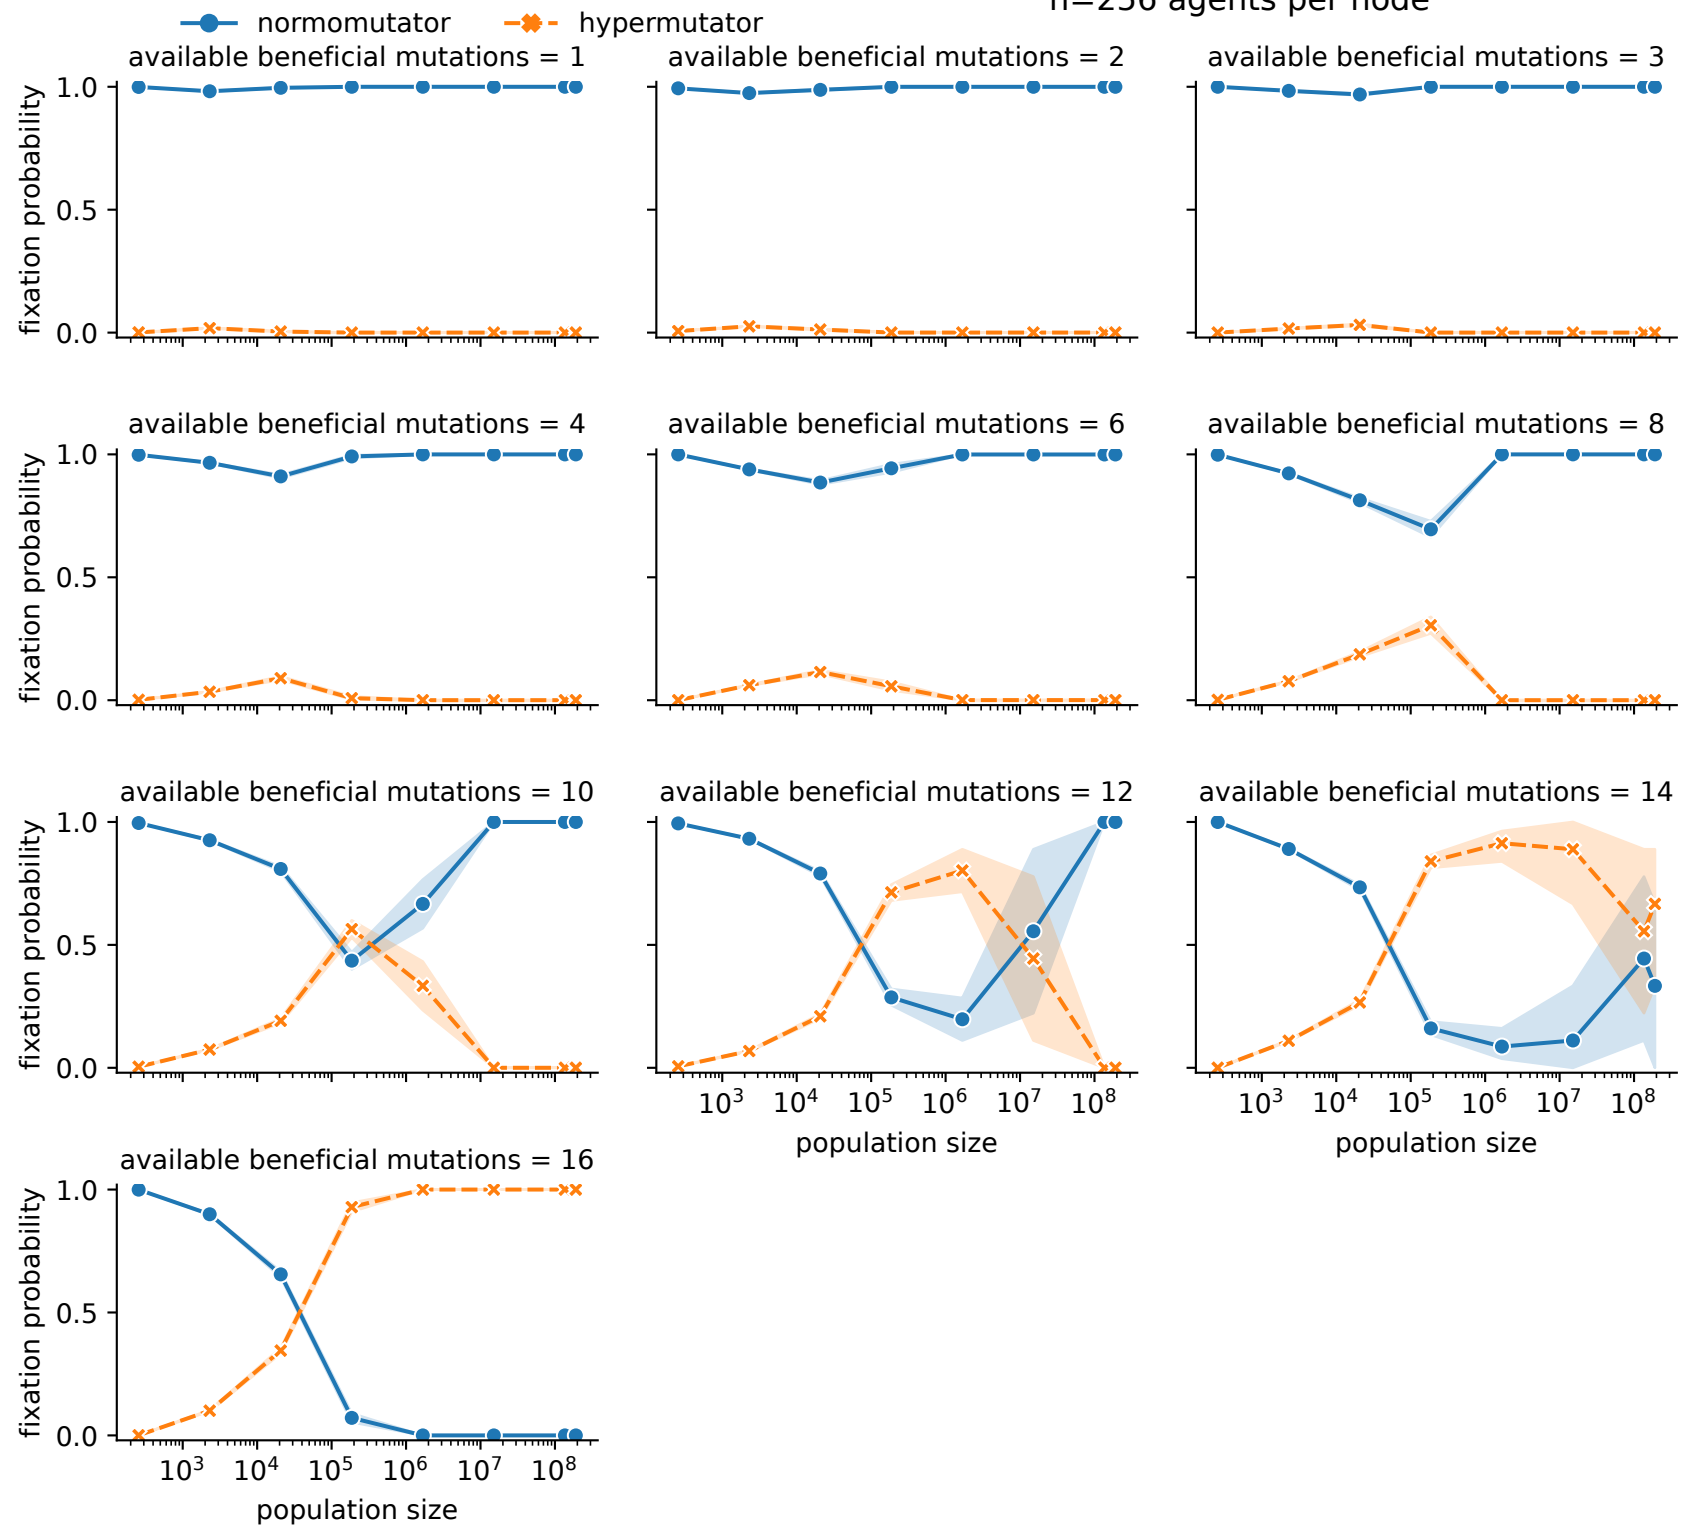 n=256 agents per node
normomutator hypermutator
available beneficial mutations = 1
available beneficial mutations = 2
available beneficial mutations = 3
fixation probability
1.0
0.5
0.0
available beneficial mutations = 4
available beneficial mutations = 6
available beneficial mutations = 8
fixation probability
1.0
0.5
0.0
available beneficial mutations = 10
available beneficial mutations = 12
available beneficial mutations = 14
fixation probability
1.0
0.5
0.0
10³ 10⁴ 10⁵ 10⁶ 10⁷ 10⁸
population size
10³ 10⁴ 10⁵ 10⁶ 10⁷ 10⁸
population size
available beneficial mutations = 16
fixation probability
1.0
0.5
0.0
10³ 10⁴ 10⁵ 10⁶ 10⁷ 10⁸
population size